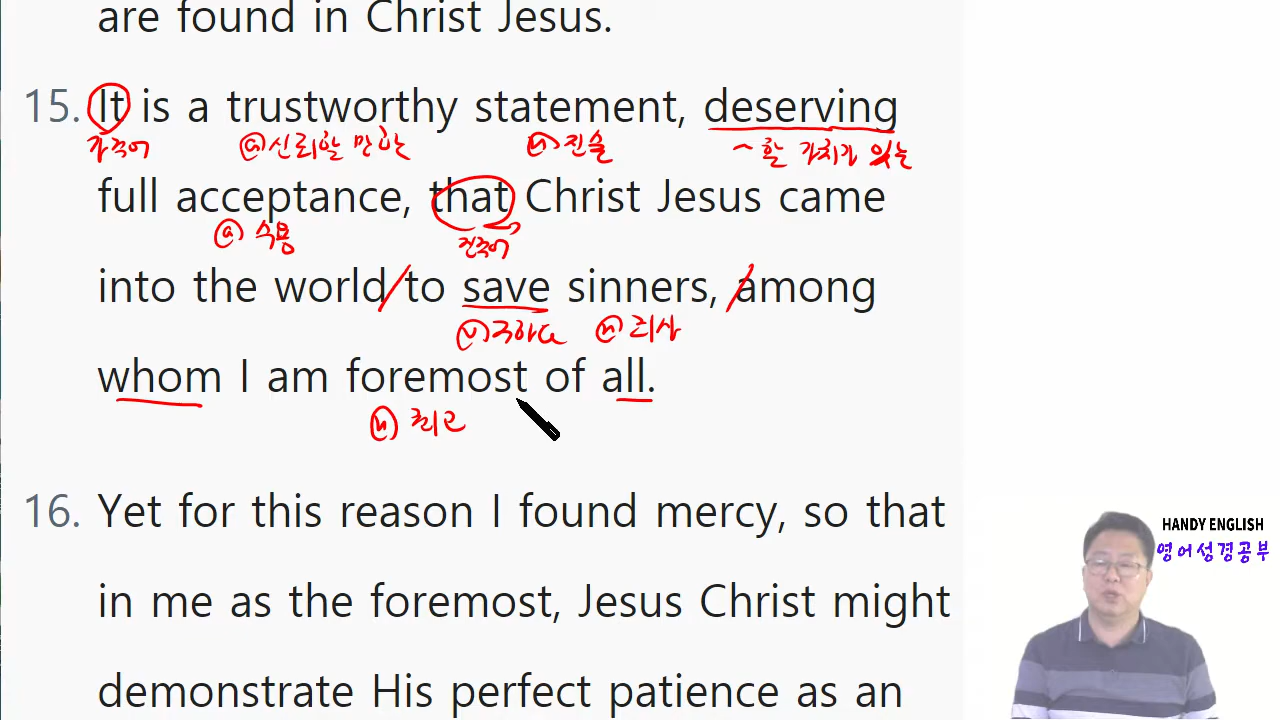 are found in Christ Jesus.
15. It is a trustworthy statement, deserving
가주어 ⓐ신뢰할 만한 ⓝ진술 ~할 가치가 있는
full acceptance, that Christ Jesus came
ⓐ 수용 진주어
into the world/to save sinners, /among
ⓥ구하다 ⓝ 죄사
whom I am foremost of all.
ⓝ 최고
16. Yet for this reason I found mercy, so that
in me as the foremost, Jesus Christ might
demonstrate His perfect patience as an
HANDY ENGLISH
영어성경공부